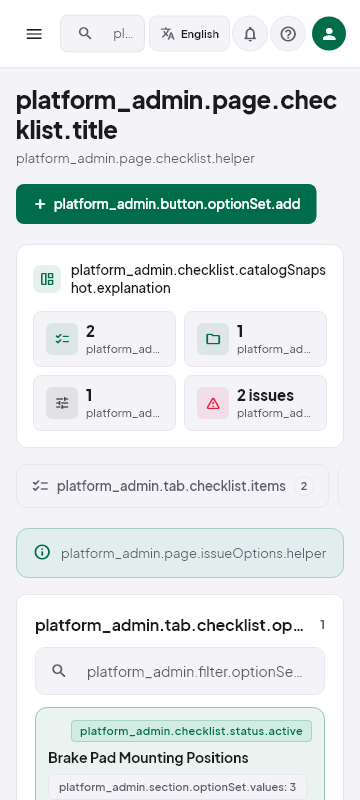 pl...
English
platform_admin.page.chec
klist.title
platform_admin.page.checklist.helper
+ platform_admin.button.optionSet.add
platform_admin.checklist.catalogSnaps
hot.explanation
2
platform_ad...
1
platform_ad...
1
platform_ad...
2 issues
platform_ad...
platform_admin.tab.checklist.items 2
platform_admin.page.issueOptions.helper
platform_admin.tab.checklist.op... 1
platform_admin.filter.optionSe...
platform_admin.checklist.status.active
Brake Pad Mounting Positions
platform_admin.section.optionSet.values: 3